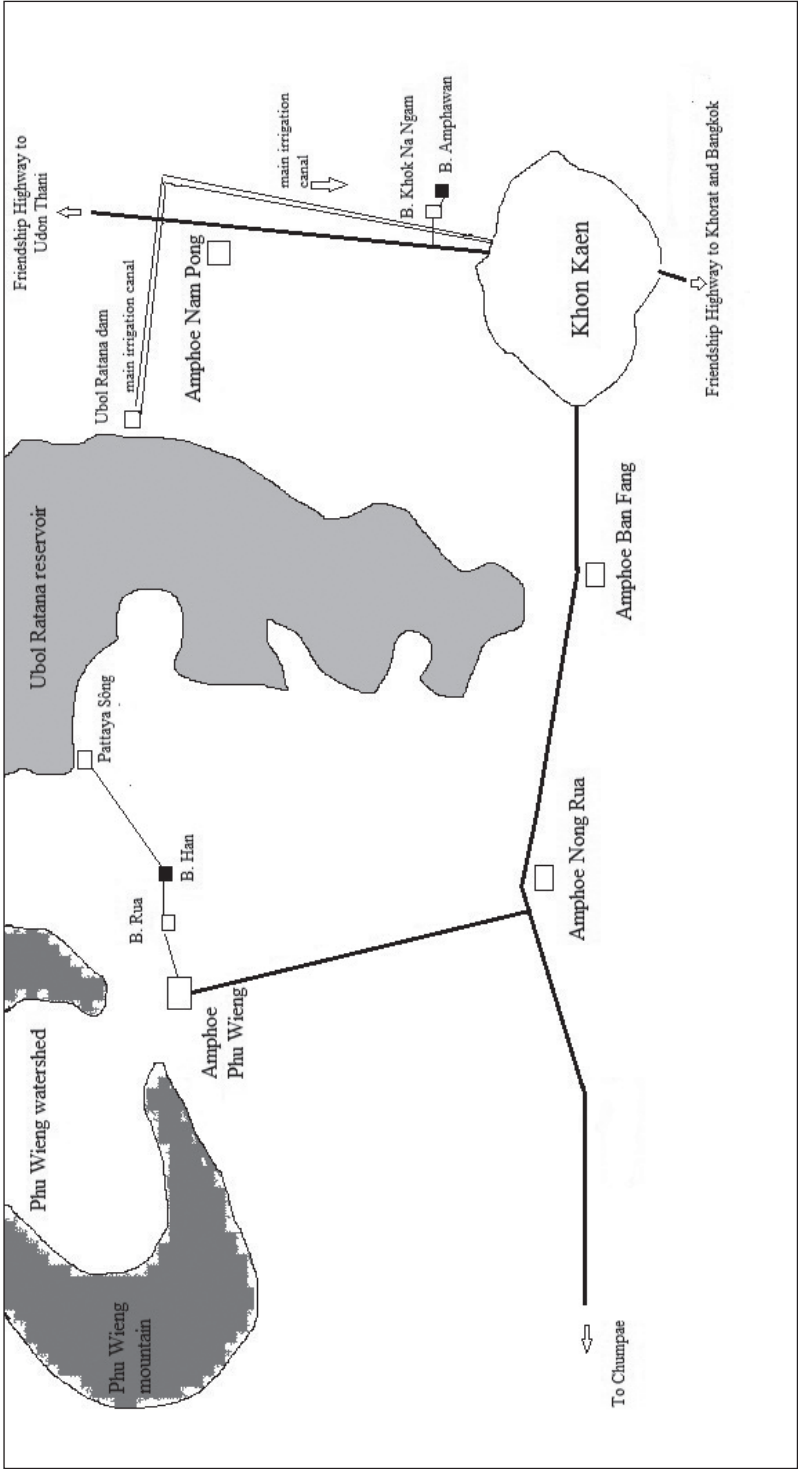 Phu Wieng
mountain
Phu Wieng watershed
Ubol Ratana reservoir
Friendship Highway to
Udon Thani
Ubol Ratana dam
main irrigation canal
Pattaya Sông
B. Rua
B. Han
Amphoe
Phu Wieng
Amphoe Nam Pong
main irrigation
canal
B. Khok Na Ngam
B. Amphawan
Khon Kaen
Amphoe Nong Rua
Amphoe Ban Fang
To Chumpae
Friendship Highway to Khorat and Bangkok